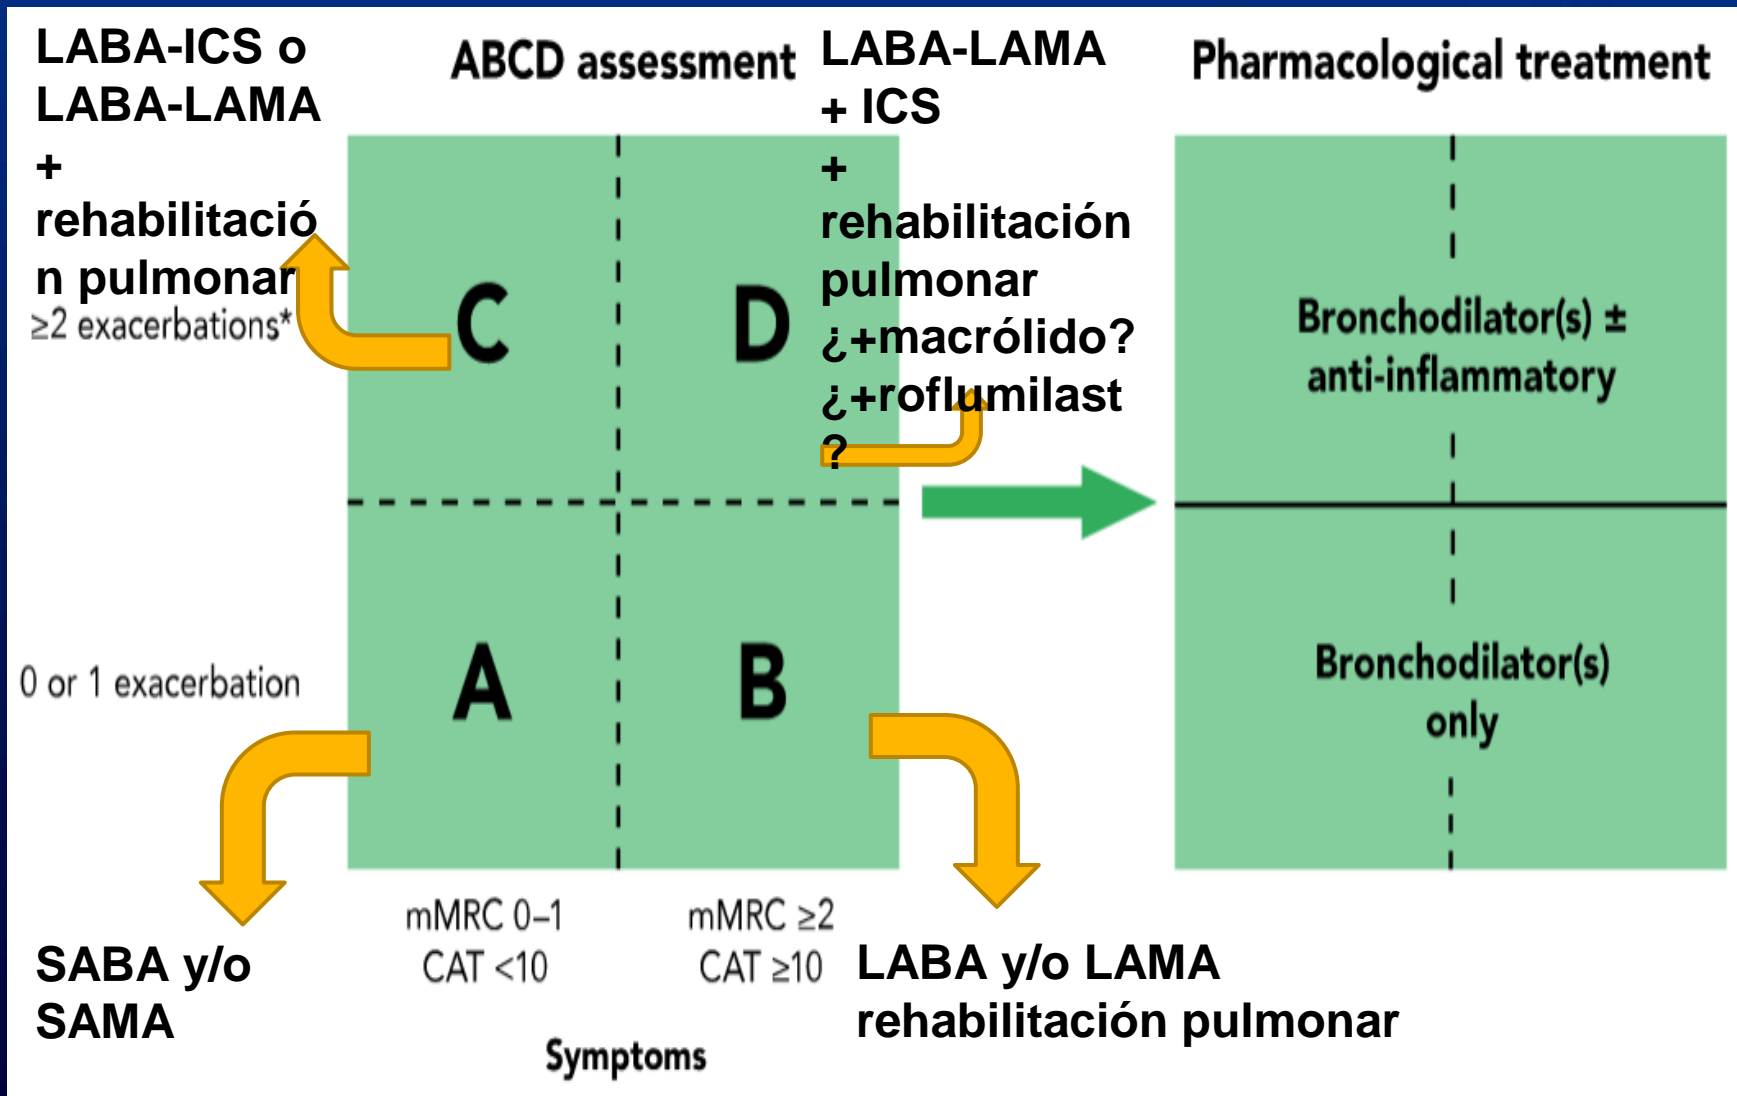 LABA-ICS o
LABA-LAMA
+
rehabilitació
n pulmonar
≥2 exacerbations*
ABCD assessment
LABA-LAMA
+ ICS
+
rehabilitación
pulmonar
¿+macrólido?
¿+roflumilast
?
Pharmacological treatment
C
D
Bronchodilator(s) ±
anti-inflammatory
0 or 1 exacerbation
A
B
Bronchodilator(s)
only
mMRC 0–1
CAT <10
mMRC ≥2
CAT ≥10
SABA y/o
SAMA
LABA y/o LAMA
rehabilitación pulmonar
Symptoms